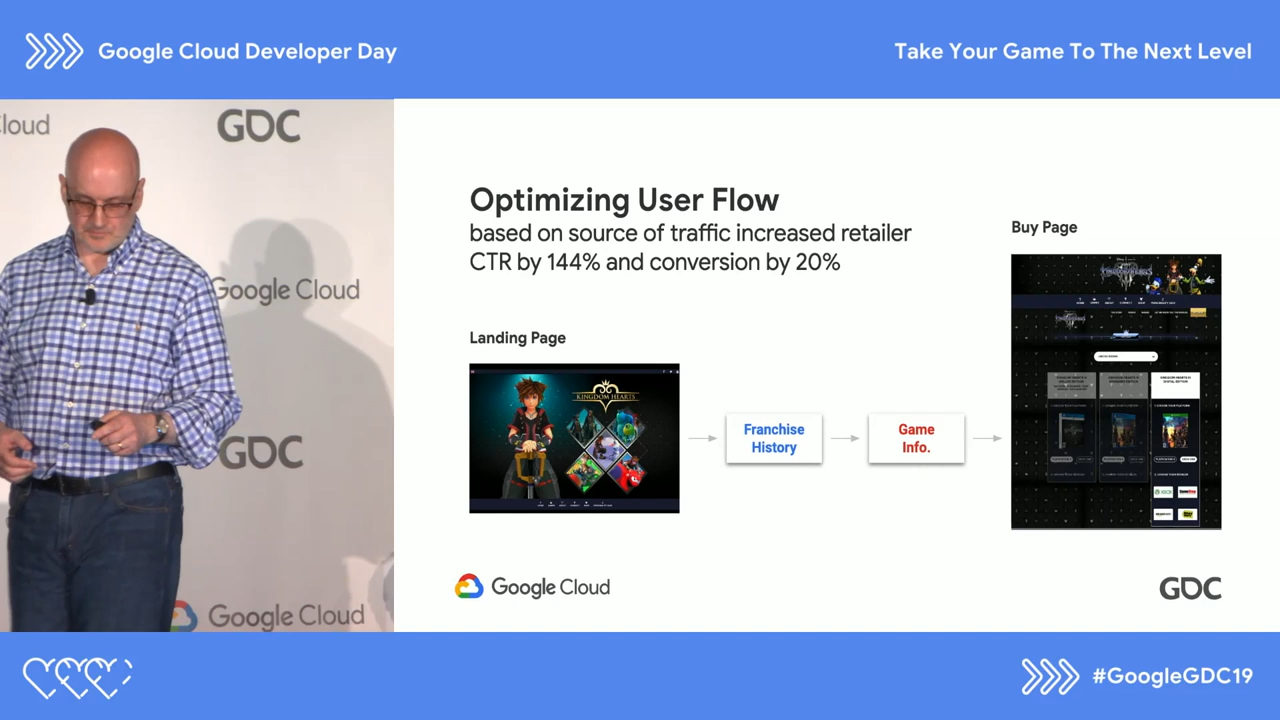 Google Cloud Developer Day
Take Your Game To The Next Level
Cloud
GDC
Google Cloud
GDC
Google Cloud
Optimizing User Flow
based on source of traffic increased retailer
CTR by 144% and conversion by 20%
Landing Page
KINGDOM HEARTS
Franchise
History
Game
Info.
Buy Page
KINGDOM HEARTS
Google Cloud
GDC
#GoogleGDC19